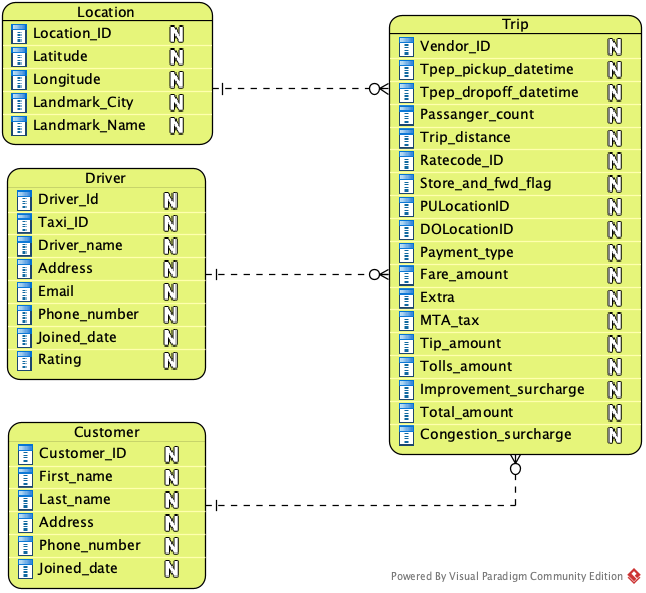 Location
Location_ID
Latitude
Longitude
Landmark_City
Landmark_Name
Driver
Driver_Id
Taxi_ID
Driver_name
Address
Email
Phone_number
Joined_date
Rating
Customer
Customer_ID
First_name
Last_name
Address
Phone_number
Joined_date
Trip
Vendor_ID
Tpep_pickup_datetime
Tpep_dropoff_datetime
Passanger_count
Trip_distance
Ratecode_ID
Store_and_fwd_flag
PULocationID
DOLocationID
Payment_type
Fare_amount
Extra
MTA_tax
Tip_amount
Tolls_amount
Improvement_surcharge
Total_amount
Congestion_surcharge
Powered By Visual Paradigm Community Edition